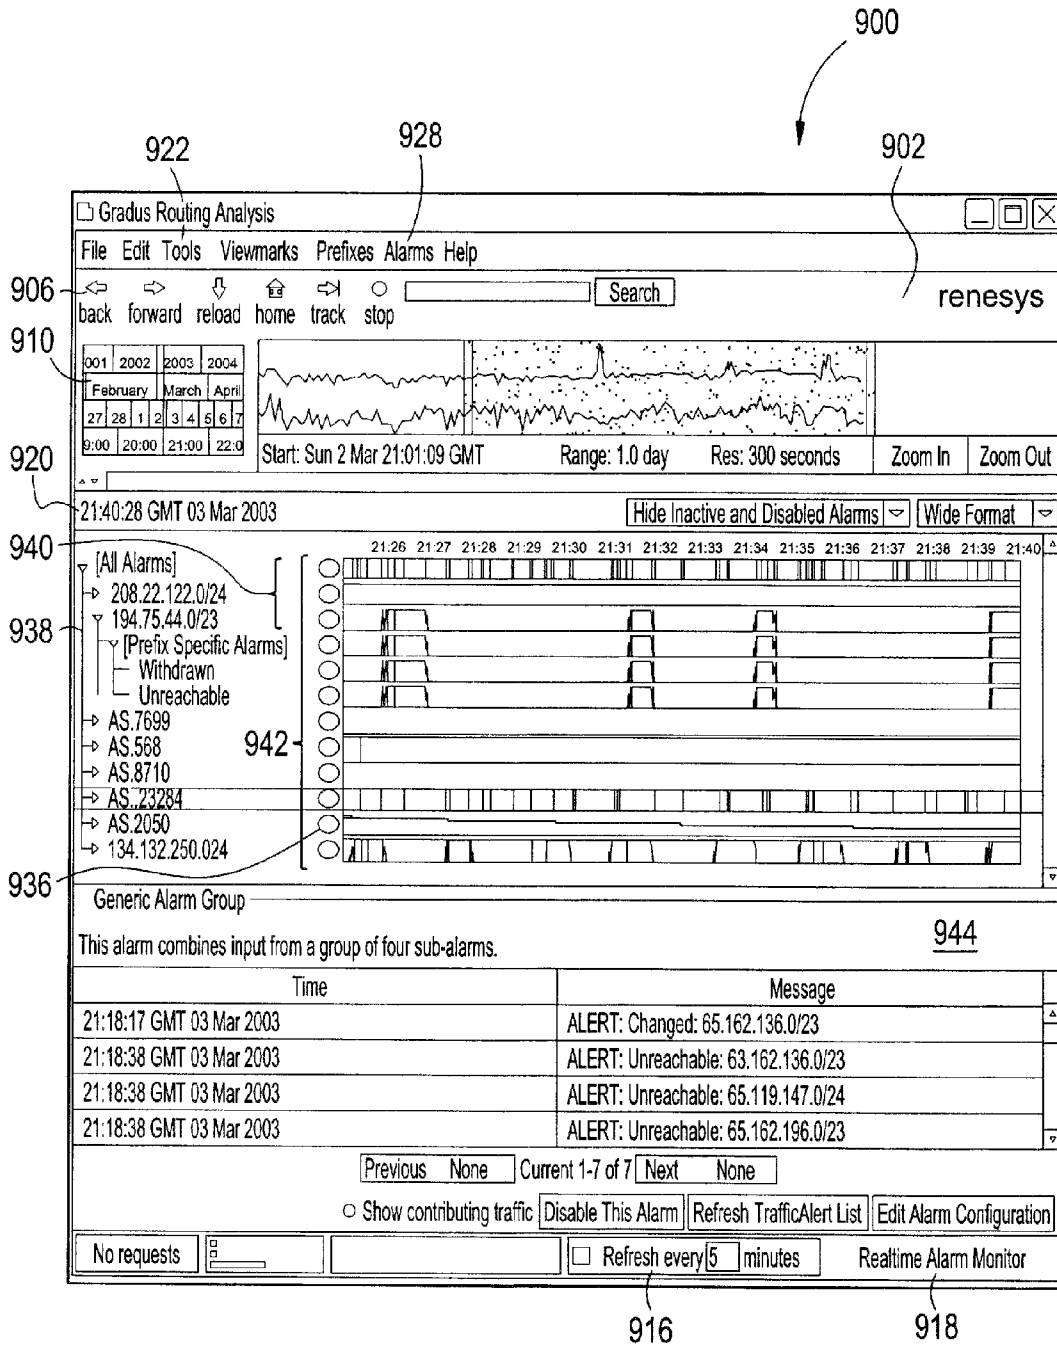 900
922
928
902
Gradus Routing Analysis
File Edit Tools Viewmarks Prefixes Alarms Help
906
back forward reload home track stop
Search
renesys
910
001 2002 2003 2004
February March April
27 28 1 2 3 4 5 6 7
9:00 20:00 21:00 22:0
Start: Sun 2 Mar 21:01:09 GMT Range: 1.0 day Res: 300 seconds Zoom In Zoom Out
920
21:40:28 GMT 03 Mar 2003 Hide Inactive and Disabled Alarms Wide Format
940
21:26 21:27 21:28 21:29 21:30 21:31 21:32 21:33 21:34 21:35 21:36 21:37 21:38 21:39 21:40
[All Alarms]
208.22.122.0/24
194.75.44.0/23
938
[Prefix Specific Alarms]
Withdrawn
Unreachable
AS.7699
AS.568
942
AS.8710
AS..23284
AS.2050
134.132.250.024
936
Generic Alarm Group
944
This alarm combines input from a group of four sub-alarms.
Time Message
21:18:17 GMT 03 Mar 2003 ALERT: Changed: 65.162.136.0/23
21:18:38 GMT 03 Mar 2003 ALERT: Unreachable: 63.162.136.0/23
21:18:38 GMT 03 Mar 2003 ALERT: Unreachable: 65.119.147.0/24
21:18:38 GMT 03 Mar 2003 ALERT: Unreachable: 65.162.196.0/23
Previous None Current 1-7 of 7 Next None
Show contributing traffic Disable This Alarm Refresh TrafficAlert List Edit Alarm Configuration
No requests Refresh every 5 minutes Realtime Alarm Monitor
916
918